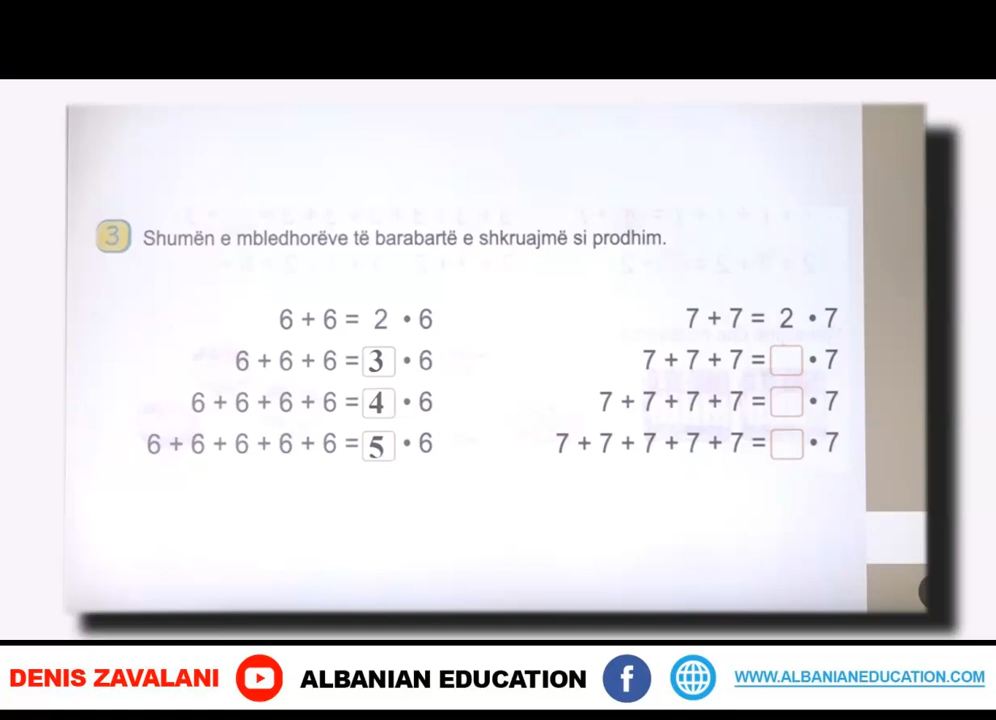 3 Shumën e mbledhorëve të barabartë e shkruajmë si prodhim.
6 + 6 = 2 • 6
6 + 6 + 6 = 3 • 6
6 + 6 + 6 + 6 = 4 • 6
6 + 6 + 6 + 6 + 6 = 5 • 6
7 + 7 = 2 • 7
7 + 7 + 7 = □ • 7
7 + 7 + 7 + 7 = □ • 7
7 + 7 + 7 + 7 + 7 = □ • 7
DENIS ZAVALANI ALBANIAN EDUCATION f WWW.ALBANIANEDUCATION.COM